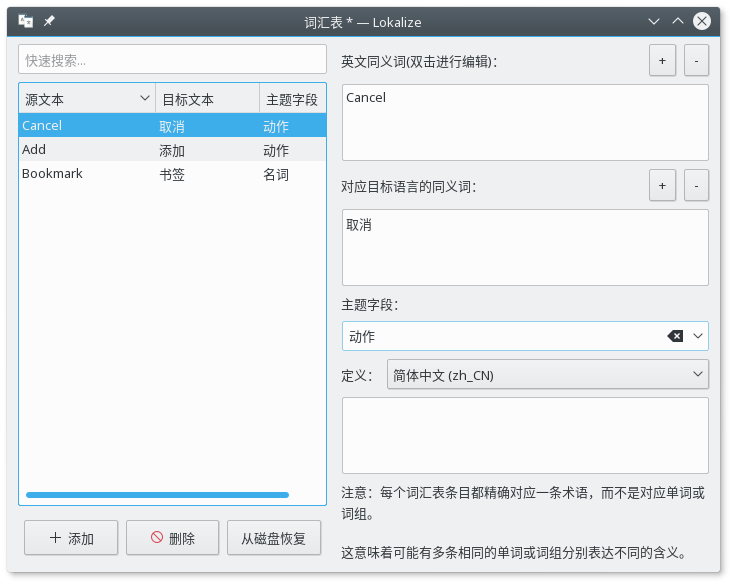 词汇表 * — Lokalize
快速搜索...
源文本 目标文本 主题字段
Cancel 取消 动作
Add 添加 动作
Bookmark 书签 名词
添加 删除 从磁盘恢复
英文同义词(双击进行编辑)： + -
Cancel
对应目标语言的同义词： + -
取消
主题字段：
动作
定义： 简体中文 (zh_CN)
注意：每个词汇表条目都精确对应一条术语，而不是对应单词或
词组。
这意味着可能有多条相同的单词或词组分别表达不同的含义。